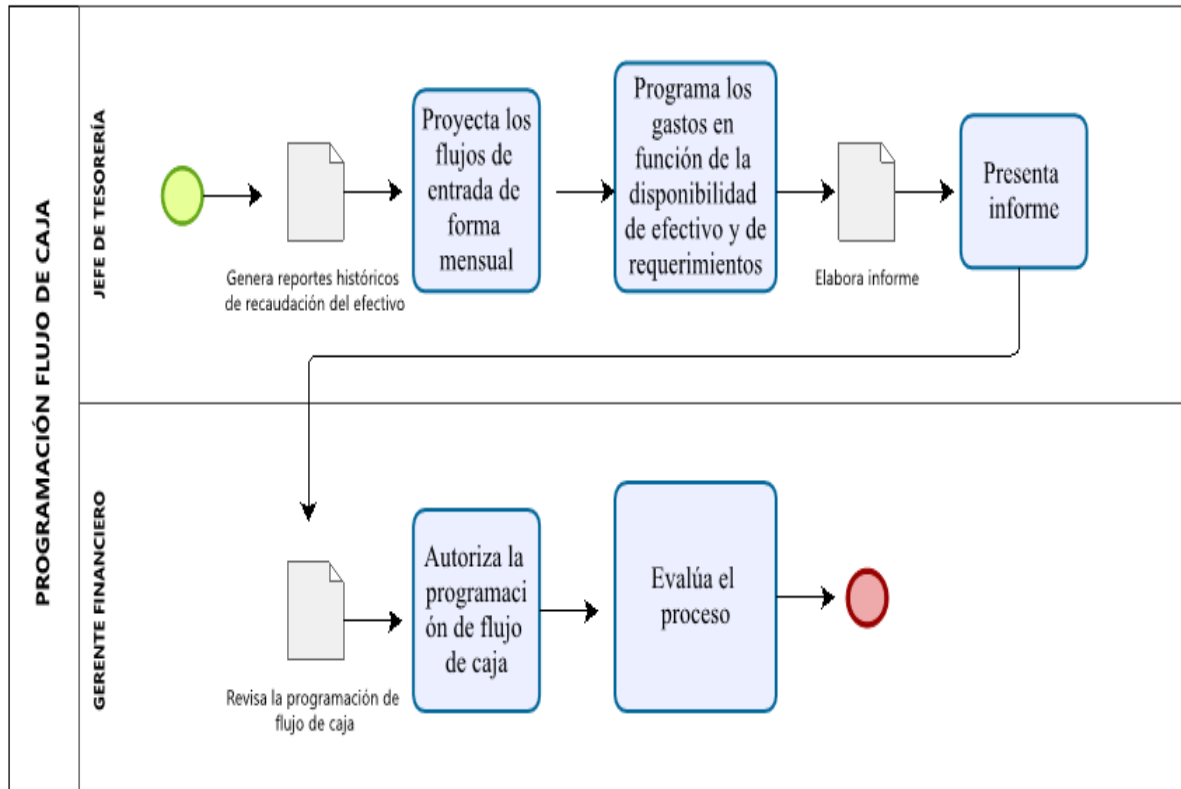 PROGRAMACIÓN FLUJO DE CAJA
JEFE DE TESORERÍA
Genera reportes históricos
de recaudación del efectivo
Proyecta los
flujos de
entrada de
forma
mensual
Programa los
gastos en
función de la
disponibilidad
de efectivo y de
requerimientos
Elabora informe
Presenta
informe
GERENTE FINANCIERO
Revisa la programación de
flujo de caja
Autoriza la
programaci
ón de flujo
de caja
Evalúa el
proceso